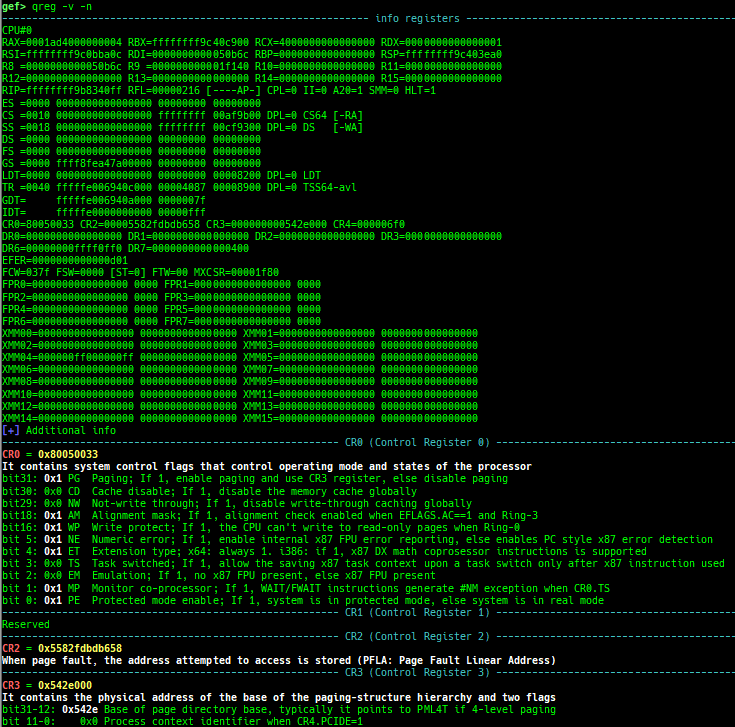 gef> qreg -v -n
info registers
CPU#0
RAX=0001ad4000000004 RBX=ffffffff9c40c900 RCX=4000000000000000 RDX=0000000000000001
RSI=ffffffff9c0bba0c RDI=0000000000050b6c RBP=0000000000000000 RSP=ffffffff9c403ea0
R8 =0000000000050b6c R9 =000000000001f140 R10=0000000000000000 R11=0000000000000000
R12=0000000000000000 R13=0000000000000000 R14=0000000000000000 R15=0000000000000000
RIP=ffffffff9b8340ff RFL=00000216 [----AP-] CPL=0 II=0 A20=1 SMM=0 HLT=1
ES =0000 0000000000000000 00000000 00000000
CS =0010 0000000000000000 ffffffff 00af9b00 DPL=0 CS64 [-RA]
SS =0018 0000000000000000 ffffffff 00cf9300 DPL=0 DS   [-WA]
DS =0000 0000000000000000 00000000 00000000
FS =0000 0000000000000000 00000000 00000000
GS =0000 ffff8fea47a00000 00000000 00000000
LDT=0000 0000000000000000 00000000 00008200 DPL=0 LDT
TR =0040 fffffe006940c000 00004087 00008900 DPL=0 TSS64-avl
GDT=     fffffe006940a000 0000007f
IDT=     fffffe0000000000 00000fff
CR0=80050033 CR2=00005582fdbdb658 CR3=000000000542e000 CR4=000006f0
DR0=0000000000000000 DR1=0000000000000000 DR2=0000000000000000 DR3=0000000000000000
DR6=00000000ffff0ff0 DR7=0000000000000400
EFER=0000000000000d01
FCW=037f FSW=0000 [ST=0] FTW=00 MXCSR=00001f80
FPR0=0000000000000000 0000 FPR1=0000000000000000 0000
FPR2=0000000000000000 0000 FPR3=0000000000000000 0000
FPR4=0000000000000000 0000 FPR5=0000000000000000 0000
FPR6=0000000000000000 0000 FPR7=0000000000000000 0000
XMM00=0000000000000000 0000000000000000 XMM01=0000000000000000 0000000000000000
XMM02=0000000000000000 0000000000000000 XMM03=0000000000000000 0000000000000000
XMM04=000000ff000000ff 0000000000000000 XMM05=0000000000000000 0000000000000000
XMM06=0000000000000000 0000000000000000 XMM07=0000000000000000 0000000000000000
XMM08=0000000000000000 0000000000000000 XMM09=0000000000000000 0000000000000000
XMM10=0000000000000000 0000000000000000 XMM11=0000000000000000 0000000000000000
XMM12=0000000000000000 0000000000000000 XMM13=0000000000000000 0000000000000000
XMM14=0000000000000000 0000000000000000 XMM15=0000000000000000 0000000000000000
[+] Additional info
CR0 (Control Register 0)
CR0 = 0x80050033
It contains system control flags that control operating mode and states of the processor
bit31: 0x1 PG  Paging; If 1, enable paging and use CR3 register, else disable paging
bit30: 0x0 CD  Cache disable; If 1, disable the memory cache globally
bit29: 0x0 NW  Not-write through; If 1, disable write-through caching globally
bit18: 0x1 AM  Alignment mask; If 1, alignment check enabled when EFLAGS.AC==1 and Ring-3
bit16: 0x1 WP  Write protect; If 1, the CPU can't write to read-only pages when Ring-0
bit 5: 0x1 NE  Numeric error; If 1, enable internal x87 FPU error reporting, else enables PC style x87 error detection
bit 4: 0x1 ET  Extension type; x64: always 1. i386: if 1, x87 DX math coprosessor instructions is supported
bit 3: 0x0 TS  Task switched; If 1, allow the saving x87 task context upon a task switch only after x87 instruction used
bit 2: 0x0 EM  Emulation; If 1, no x87 FPU present, else x87 FPU present
bit 1: 0x1 MP  Monitor co-processor; If 1, WAIT/FWAIT instructions generate #NM exception when CR0.TS
bit 0: 0x1 PE  Protected mode enable; If 1, system is in protected mode, else system is in real mode
CR1 (Control Register 1)
Reserved
CR2 (Control Register 2)
CR2 = 0x5582fdbdb658
When page fault, the address attempted to access is stored (PFLA: Page Fault Linear Address)
CR3 (Control Register 3)
CR3 = 0x542e000
It contains the physical address of the base of the paging-structure hierarchy and two flags
bit31-12: 0x542e Base of page directory base, typically it points to PML4T if 4-level paging
bit 11-0:    0x0 Process context identifier when CR4.PCIDE=1